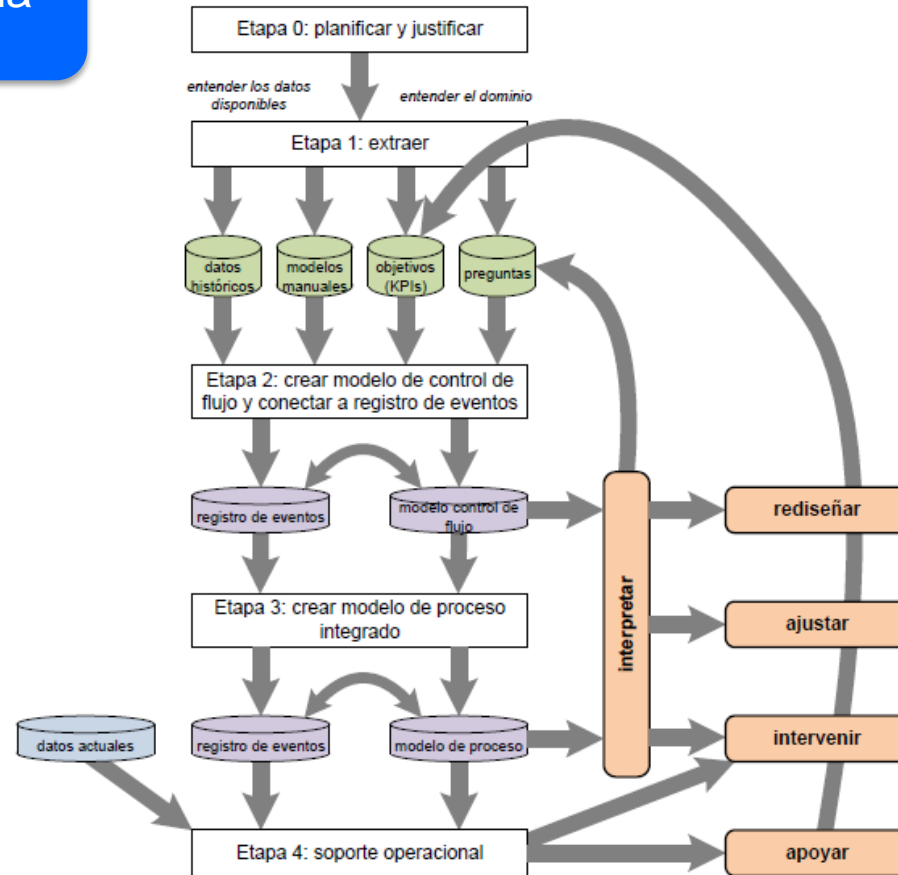 Etapa 0: planificar y justificar
entender los datos
disponibles
entender el dominio
Etapa 1: extraer
datos
históricos
modelos
manuales
objetivos
(KPIs)
preguntas
Etapa 2: crear modelo de control de
flujo y conectar a registro de eventos
registro de eventos
modelo control de
flujo
interpretar
rediseñar
Etapa 3: crear modelo de proceso
integrado
ajustar
datos actuales
registro de eventos
modelo de proceso
intervenir
Etapa 4: soporte operacional
apoyar